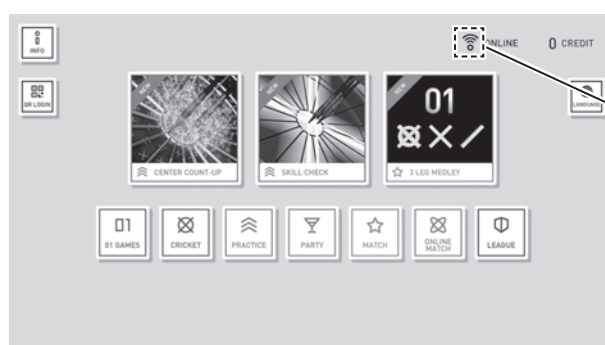 INFO
ONLINE
0 CREDIT
QR LOGIN
LANGUAGE
NEW
NEW
NEW
01
CENTER COUNT-UP
SKILL CHECK
3 LEG MEDLEY
01
01 GAMES
CRICKET
PRACTICE
PARTY
MATCH
ONLINE
MATCH
LEAGUE